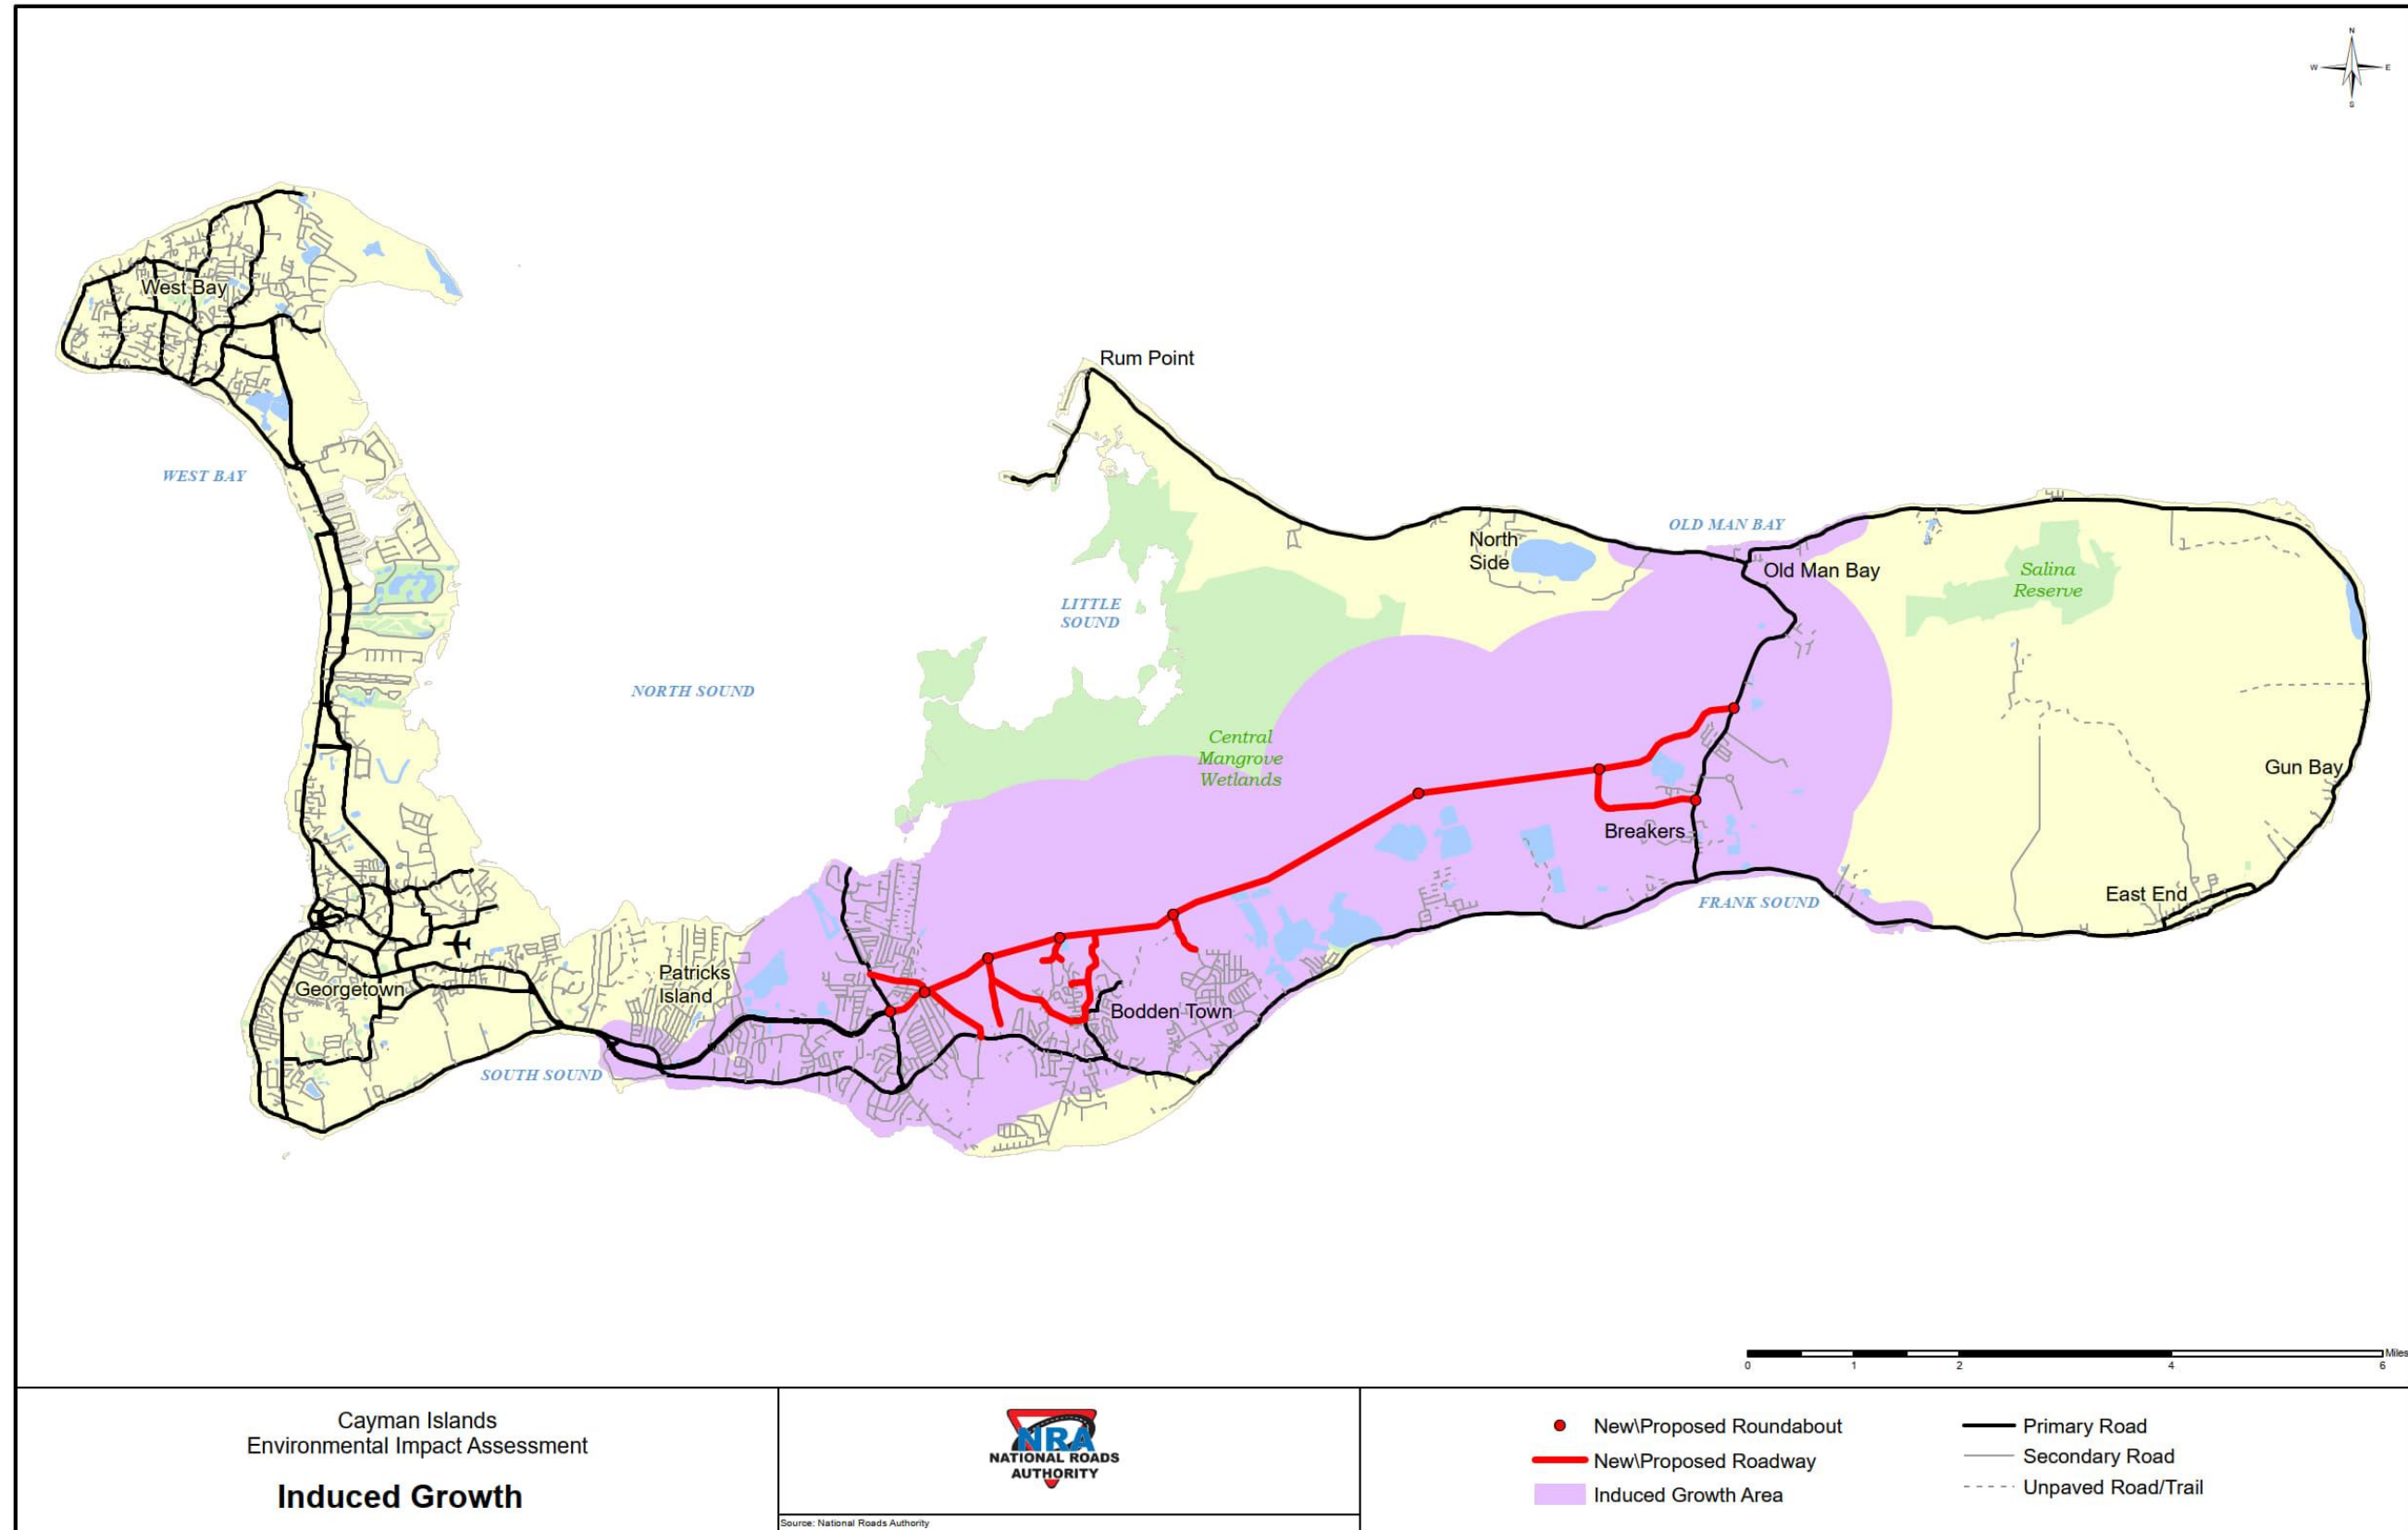 N
W
E
S
West Bay
Rum Point
WEST BAY
OLD MAN BAY
North
Side
Old Man Bay
Salina
Reserve
LITTLE
SOUND
NORTH SOUND
Central
Mangrove
Wetlands
Gun Bay
Breakers
East End
FRANK SOUND
Patricks
Island
Georgetown
Bodden Town
SOUTH SOUND
Miles
0 1 2 4 6
Cayman Islands
Environmental Impact Assessment
Induced Growth
NRA
NATIONAL ROADS
AUTHORITY
Source: National Roads Authority
New\Proposed Roundabout
New\Proposed Roadway
Induced Growth Area
Primary Road
Secondary Road
Unpaved Road/Trail